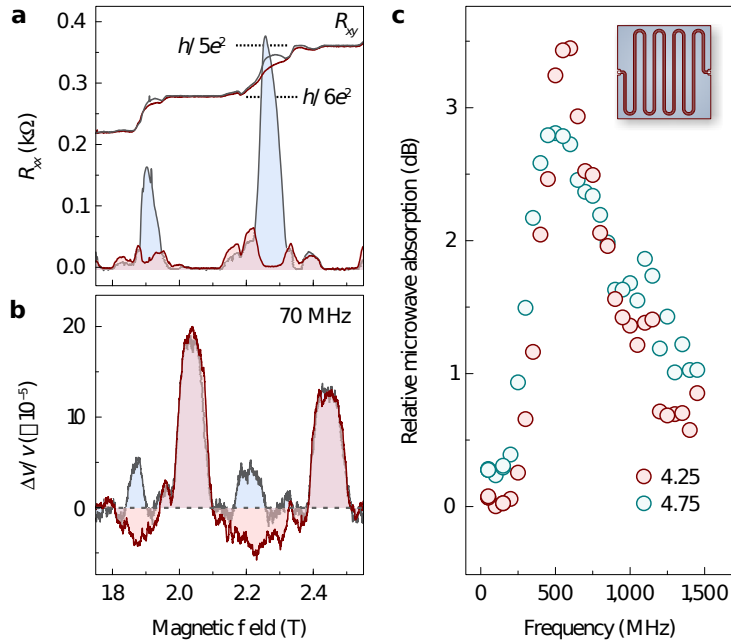 a
R_xy
0.4
h/5e²
0.3
h/6e²
0.2
0.1
0.0
R_xx (kΩ)
b
70 MHz
20
10
0
-5
Δv/v (□10⁻⁵)
1.8
2.0
2.2
2.4
Magnetic field (T)
c
3
2
1
0
Relative microwave absorption (dB)
4.25
4.75
0
500
1,000
1,500
Frequency (MHz)